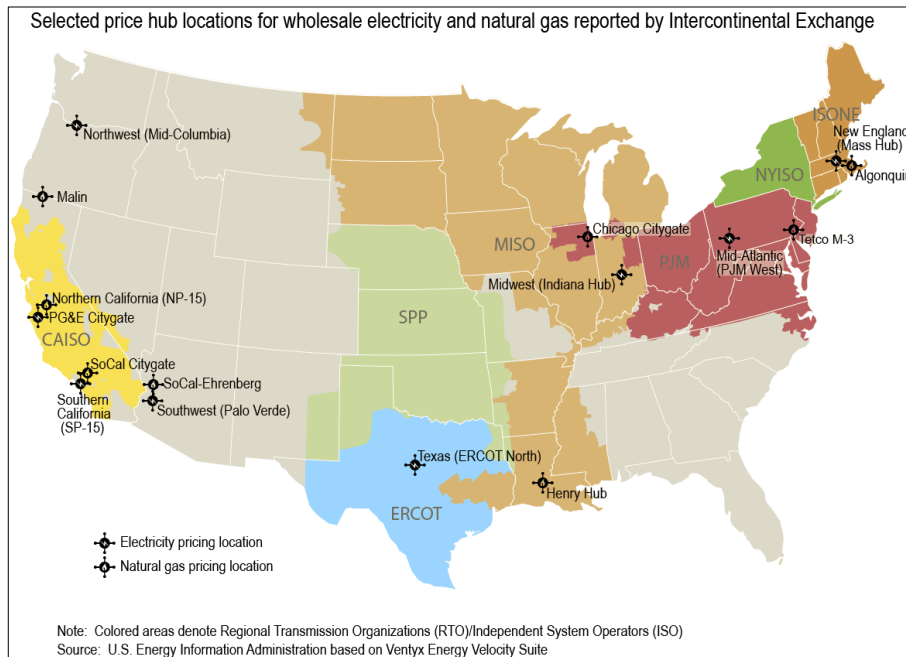 Selected price hub locations for wholesale electricity and natural gas reported by Intercontinental Exchange
ISONE
New England
(Mass Hub)
Algonquin
Northwest (Mid-Columbia)
NYISO
Malin
Chicago Citygate
Tetco M-3
MISO
PJM
Mid-Atlantic
(PJM West)
Midwest (Indiana Hub)
Northern California (NP-15)
PG&E Citygate
SPP
CAISO
SoCal Citygate
SoCal-Ehrenberg
Southern
California
(SP-15)
Southwest (Palo Verde)
Texas (ERCOT North)
Henry Hub
ERCOT
Electricity pricing location
Natural gas pricing location
Note: Colored areas denote Regional Transmission Organizations (RTO)/Independent System Operators (ISO)
Source: U.S. Energy Information Administration based on Ventyx Energy Velocity Suite